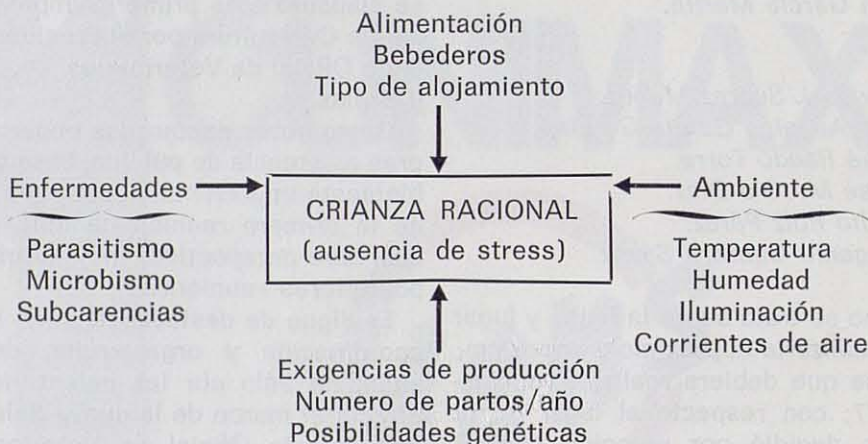 Alimentación
Bebederos
Tipo de alojamiento
Enfermedades
Parasitismo
Microbismo
Subcarencias
CRIANZA RACIONAL
(ausencia de stress)
Ambiente
Temperatura
Humedad
Iluminación
Corrientes de aire
Exigencias de producción
Número de partos/año
Posibilidades genéticas